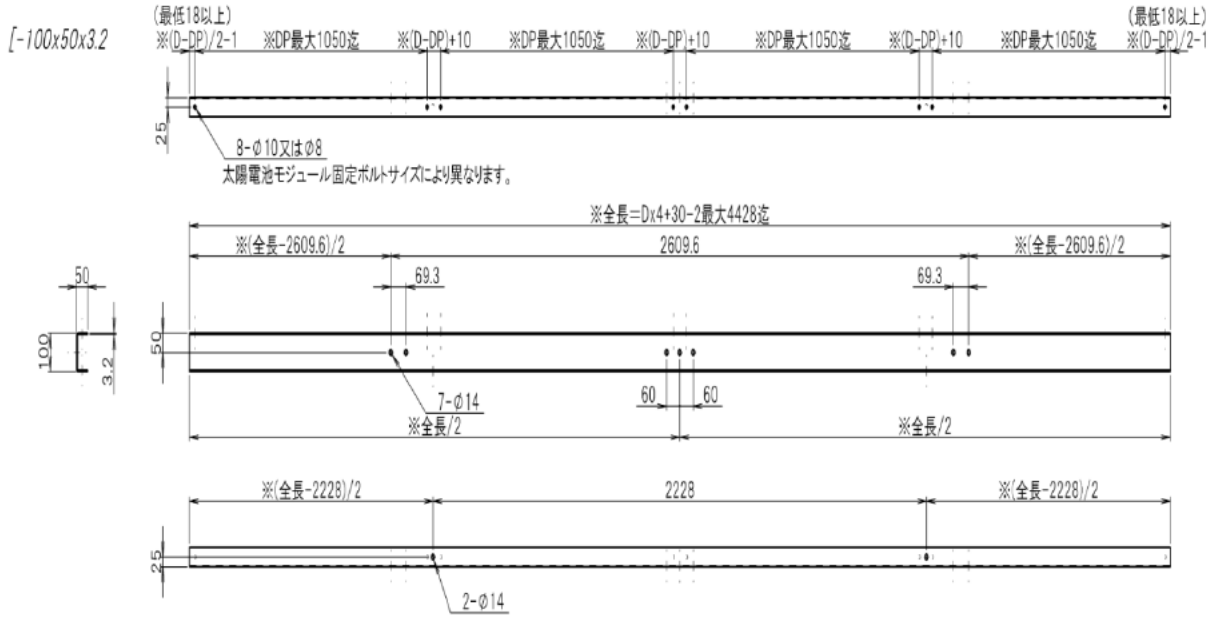 (最低18以上)
(最低18以上)
[-100x50x3.2
※(D-DP)/2-1
※DP最大1050迄
※(D-DP)+10
※DP最大1050迄
※(D-DP)+10
※DP最大1050迄
※(D-DP)+10
※DP最大1050迄
※(D-DP)/2-1
25
8-φ10又はφ8
太陽電池モジュール固定ボルトサイズにより異なります。
※全長=Dx4+30-2最大4428迄
※(全長-2609.6)/2
2609.6
※(全長-2609.6)/2
50
69.3
69.3
100
3.2
50
7-φ14
60
60
※全長/2
※全長/2
※(全長-2228)/2
2228
※(全長-2228)/2
25
2-φ14